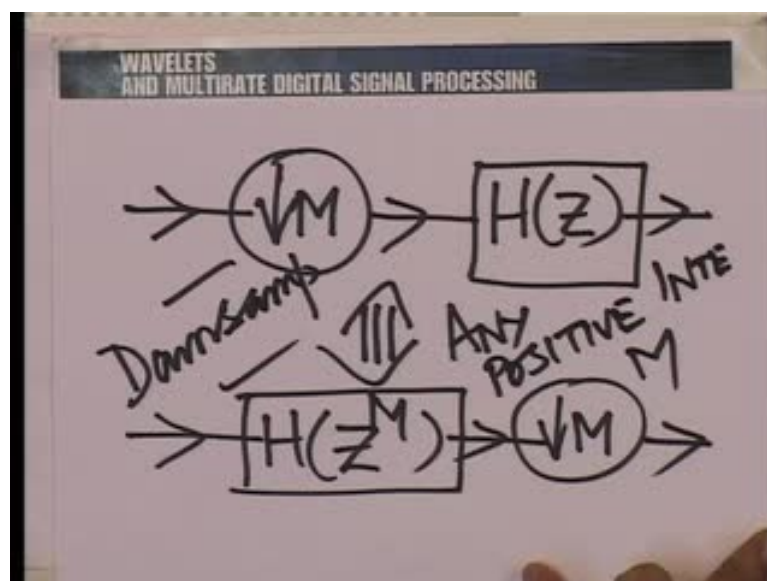 WAVELETS
AND MULTIRATE DIGITAL SIGNAL PROCESSING
↓M H(Z)
Downsamp
ANY
POSITIVE INTE
M
H(Z^M) ↓M